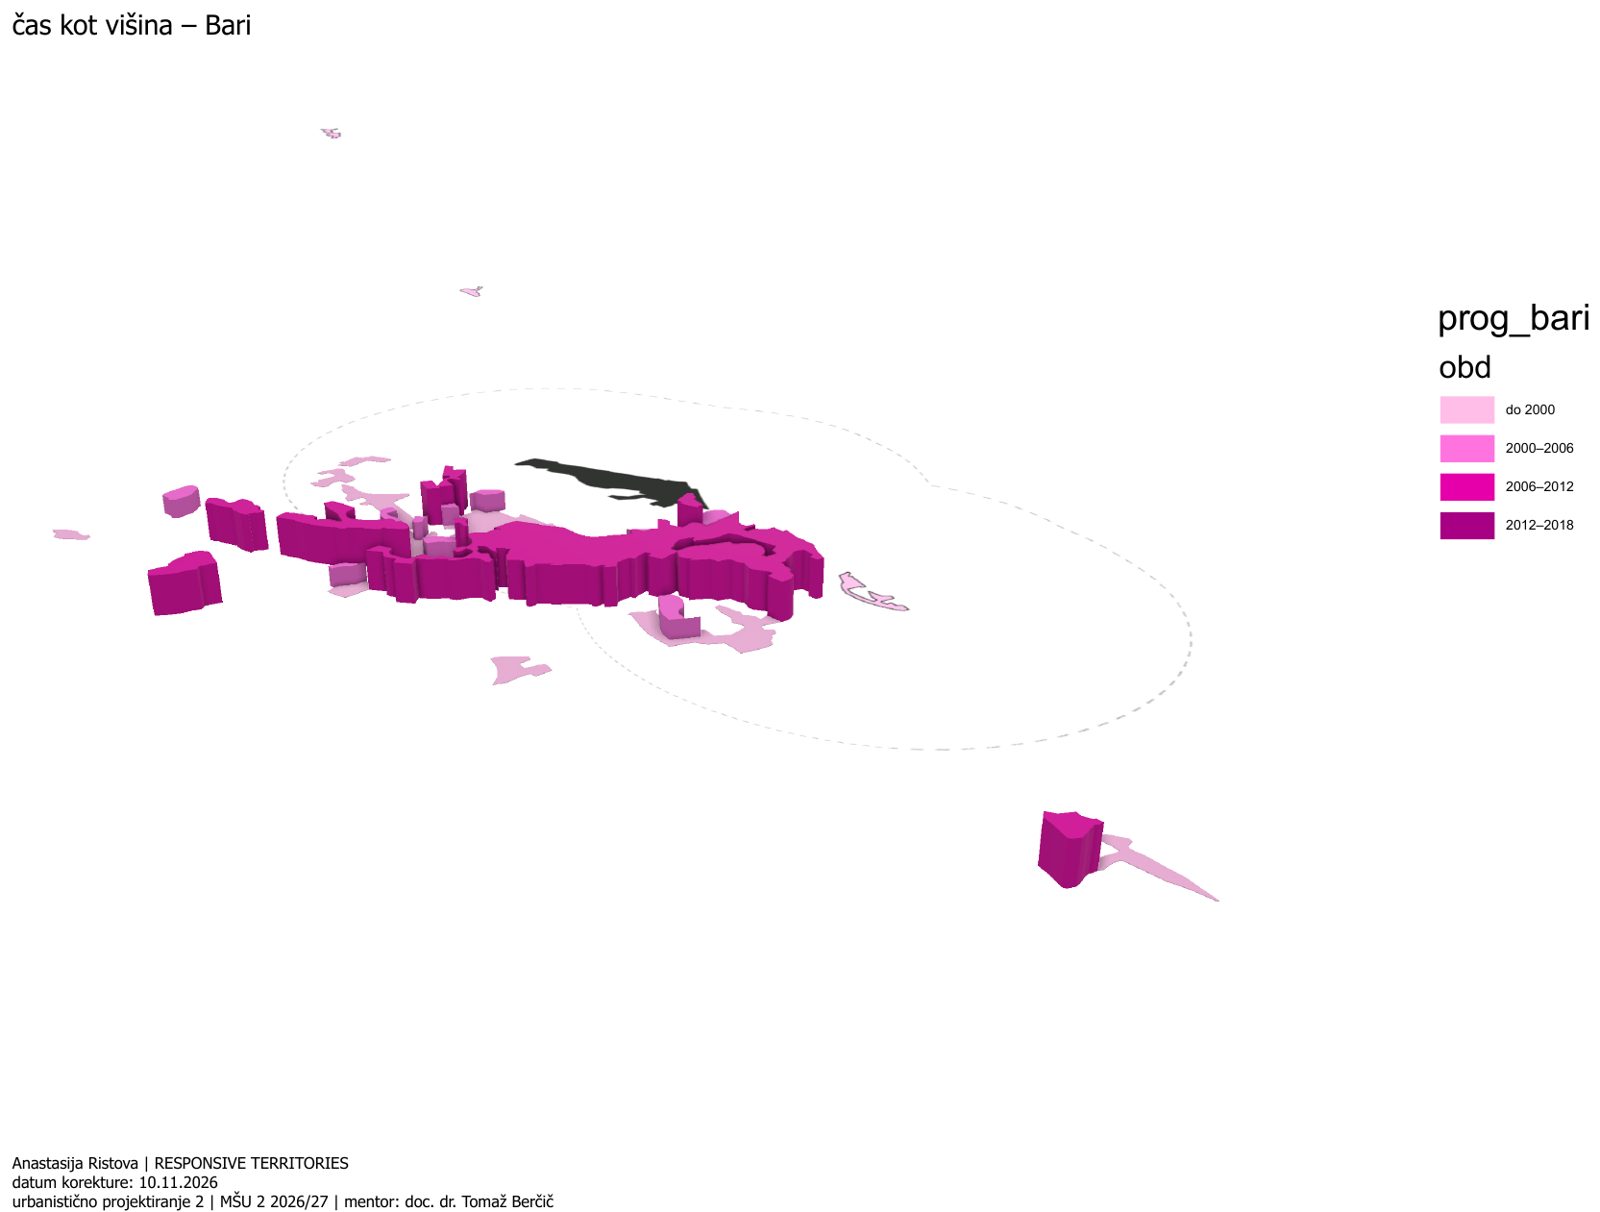 čas kot višina – Bari
prog_bari
obd
do 2000
2000–2006
2006–2012
2012–2018
Anastasija Ristova | RESPONSIVE TERRITORIES
datum korekture: 10.11.2026
urbanistično projektiranje 2 | MŠU 2 2026/27 | mentor: doc. dr. Tomaž Berčič